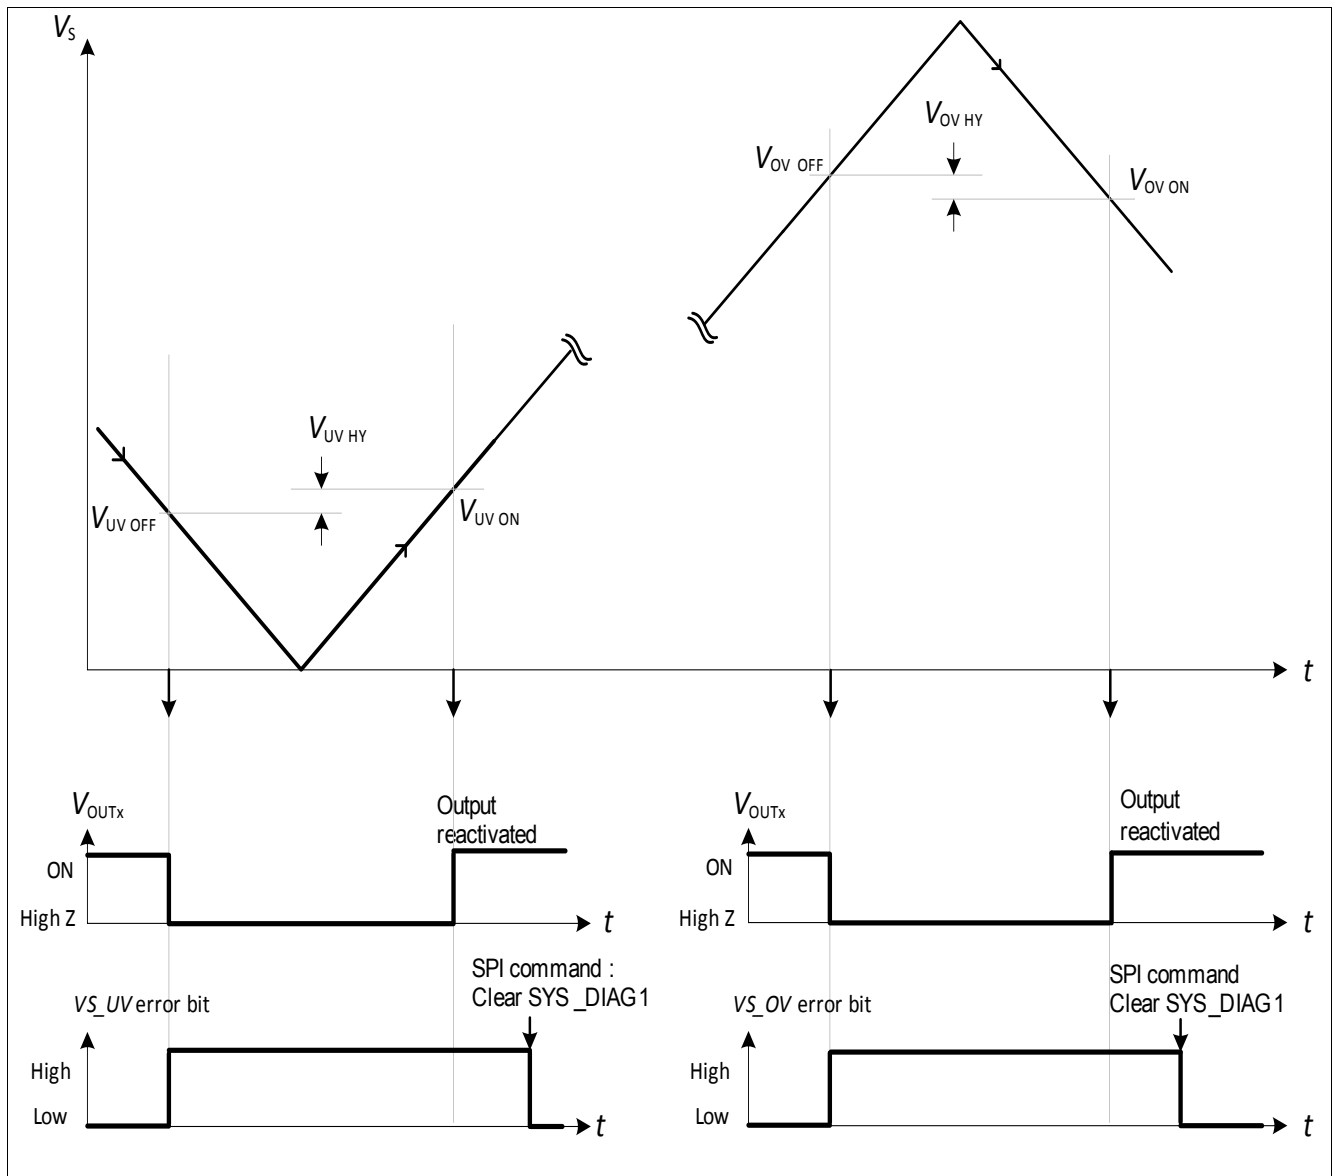 VS
VOV HY
VOV OFF
VOV ON
VUV HY
VUV OFF
VUV ON
t
VOUTx
Output
reactivated
ON
High Z
t
VOUTx
Output
reactivated
ON
High Z
t
SPI command :
Clear SYS_DIAG1
VS_UV error bit
High
Low
t
SPI command
Clear SYS_DIAG1
VS_OV error bit
High
Low
t